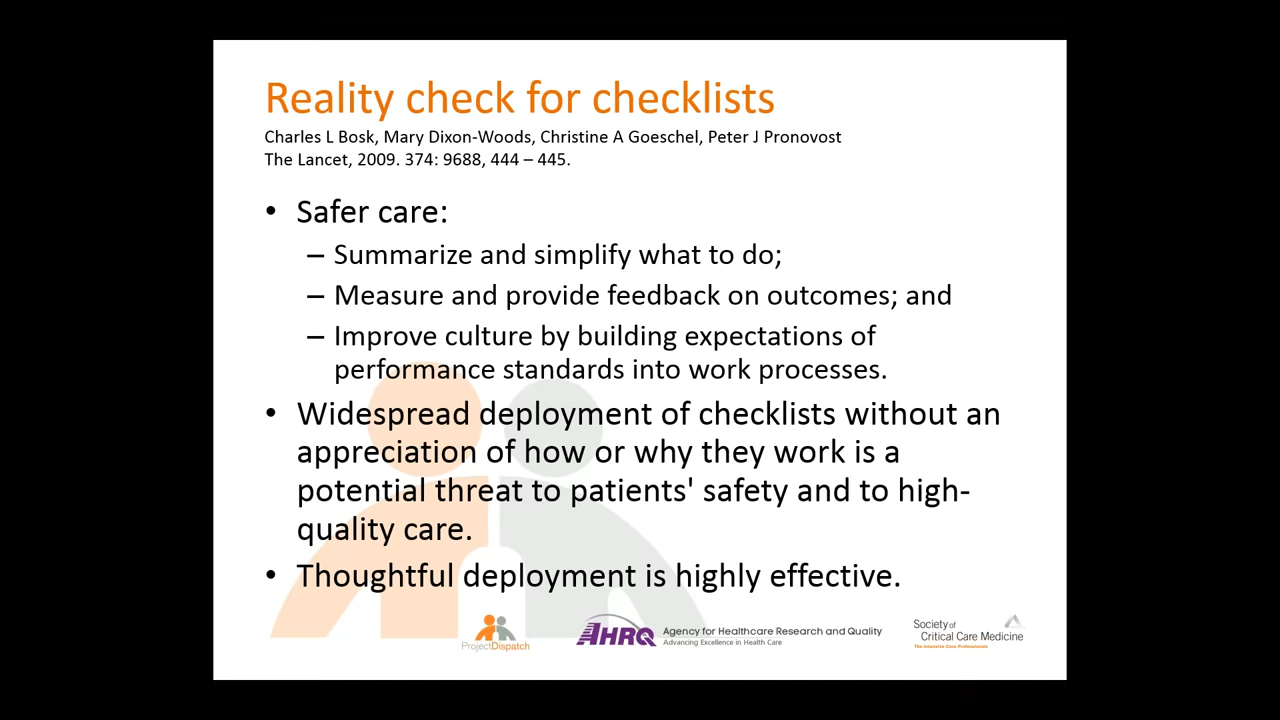 Reality check for checklists
Charles L Bosk, Mary Dixon-Woods, Christine A Goeschel, Peter J Pronovost
The Lancet, 2009. 374: 9688, 444 – 445.
• Safer care:
– Summarize and simplify what to do;
– Measure and provide feedback on outcomes; and
– Improve culture by building expectations of
performance standards into work processes.
• Widespread deployment of checklists without an
appreciation of how or why they work is a
potential threat to patients' safety and to high-
quality care.
• Thoughtful deployment is highly effective.
ProjectDispatch
AHRQ
Agency for Healthcare Research and Quality
Advancing Excellence in Health Care
Society of
Critical Care Medicine
The Intensive Care Professionals